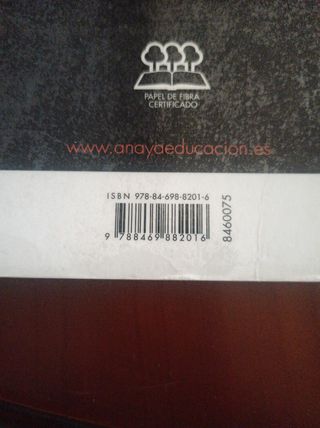 PAPEL DE FIBRA
CERTIFICADO
www.anayaeducacion.es
ISBN 978-84-698-8201-6
9 788469 882016
8460075